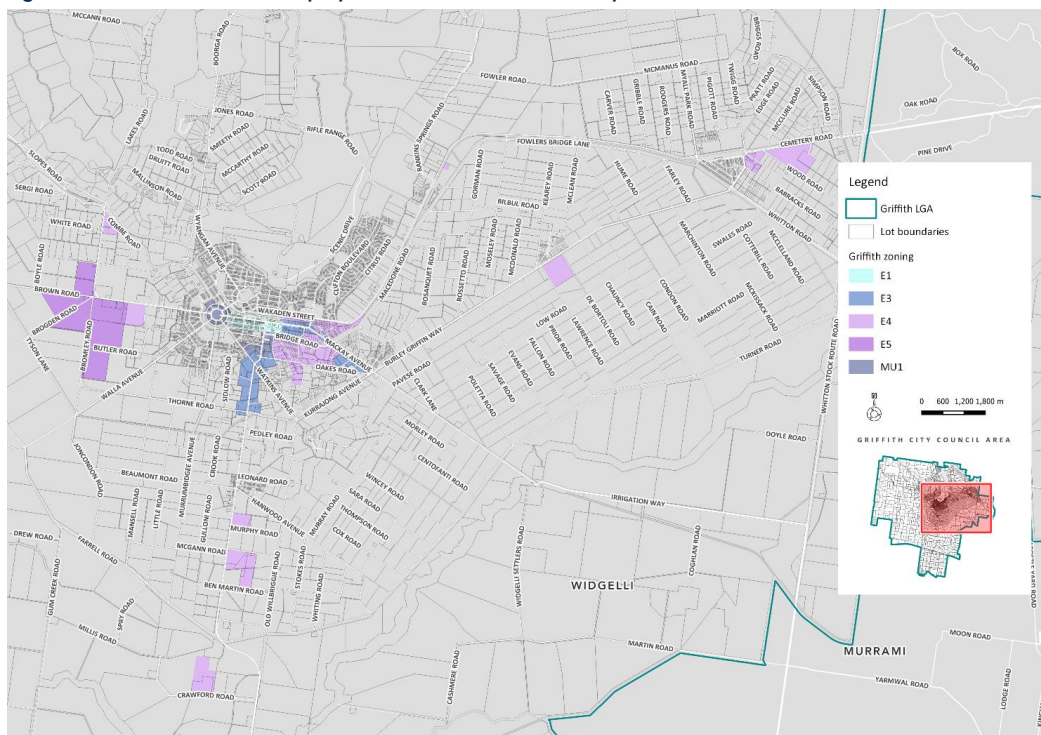 MCCANN ROAD
BOORGA ROAD
BRIGGS ROAD
BOX ROAD
FOWLER ROAD
MCMANUS ROAD
LAKES ROAD
JONES ROAD
SMEETH ROAD
RIFLE RANGE ROAD
RANKINS SPRINGS ROAD
CARVER ROAD
GRIBBLE ROAD
RODGERS ROAD
MYALL PARK ROAD
PIGOTT ROAD
TWIGG ROAD
PRATT ROAD
EDGE ROAD
MCCLURE ROAD
SIMPSON ROAD
OAK ROAD
TODD ROAD
DRUITT ROAD
MCCARTHY ROAD
SCOTT ROAD
MALLINSON ROAD
FOWLERS BRIDGE LANE
CEMETERY ROAD
PINE DRIVE
SLOPES ROAD
SERGI ROAD
WHITE ROAD
COMBE ROAD
WYANGAN AVENUE
SCENIC DRIVE
CLIFTON BOULEVARD
CITRUS ROAD
MACEDONE ROAD
GORMAN ROAD
BILBUL ROAD
KEAREY ROAD
MCLEAN ROAD
HUME ROAD
FARLEY ROAD
WOOD ROAD
BARRACKS ROAD
WHITTON ROAD
BOYLE ROAD
BROWN ROAD
BROGDEN ROAD
BROMLEY ROAD
BUTLER ROAD
TYSON LANE
WALLA AVENUE
WAKADEN STREET
BRIDGE ROAD
MACKAY AVENUE
OAKES ROAD
BOSANQUET ROAD
ROSSETTO ROAD
MOSELEY ROAD
MCDONALD ROAD
BURLEY GRIFFIN WAY
MARCHINTON ROAD
SWALES ROAD
COTTERILL ROAD
MCCLELLAND ROAD
MCKISSACK ROAD
MARRIOTT ROAD
CONDON ROAD
CAIN ROAD
CHAUNCY ROAD
DE BORTOLI ROAD
LOW ROAD
LAWRENCE ROAD
PRIOR ROAD
FALLON ROAD
EVANS ROAD
SAVAGE ROAD
POLETTA ROAD
TURNER ROAD
WHITTON STOCK ROUTE ROAD
SIDLOW ROAD
WATKINS AVENUE
KURRAJONG AVENUE
PAVESE ROAD
CLARK LANE
THORNE ROAD
PEDLEY ROAD
MORLEY ROAD
CENTOFANTI ROAD
DOYLE ROAD
JONCONDON ROAD
BEAUMONT ROAD
MANSELL ROAD
LITTLE ROAD
MURRUMBIDGEE AVENUE
CROOK ROAD
GULLONI ROAD
LEONARD ROAD
HANWOOD AVENUE
MURRAY ROAD
WINCEY ROAD
SARA ROAD
THOMPSON ROAD
COX ROAD
IRRIGATION WAY
DREW ROAD
FARRELL ROAD
GUM CREEK ROAD
MURPHY ROAD
MCGANN ROAD
BEN MARTIN ROAD
OLD WILLBRIGGIE ROAD
STOKES ROAD
WHITING ROAD
WIDGELLI SETTLERS ROAD
COGHLAN ROAD
WIDGELLI
SPRY ROAD
MILLIS ROAD
CRAWFORD ROAD
CASHMERE ROAD
MARTIN ROAD
MURRAMI
MOON ROAD
YARMWAL ROAD
LODGE ROAD
Legend
Griffith LGA
Lot boundaries
Griffith zoning
E1
E3
E4
E5
MU1
N
0 600 1,200 1,800 m
GRIFFITH CITY COUNCIL AREA